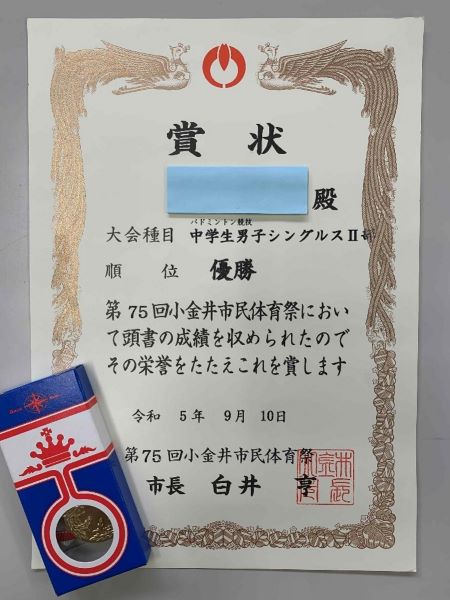 賞状
殿
バドミントン競技
大会種目 中学生男子シングルスⅡ部
順位 優勝
第75回小金井市民体育祭におい
て頭書の成績を収められたので
その栄誉をたたえこれを賞します
令和 5年 9月 10日
第75回小金井市民体育祭
市長 白井 亨